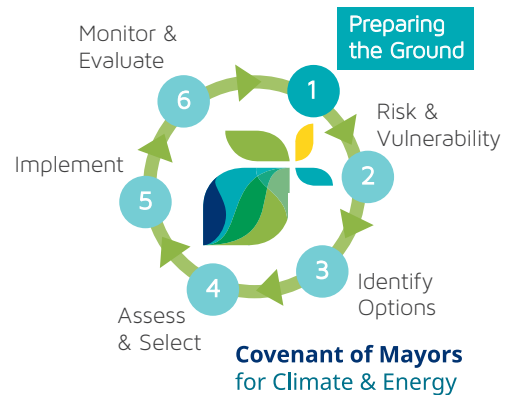 Preparing
the Ground
1
Risk &
Vulnerability
2
Identify
Options
3
Assess
& Select
4
Implement
5
Monitor &
Evaluate
6
Covenant of Mayors
for Climate & Energy